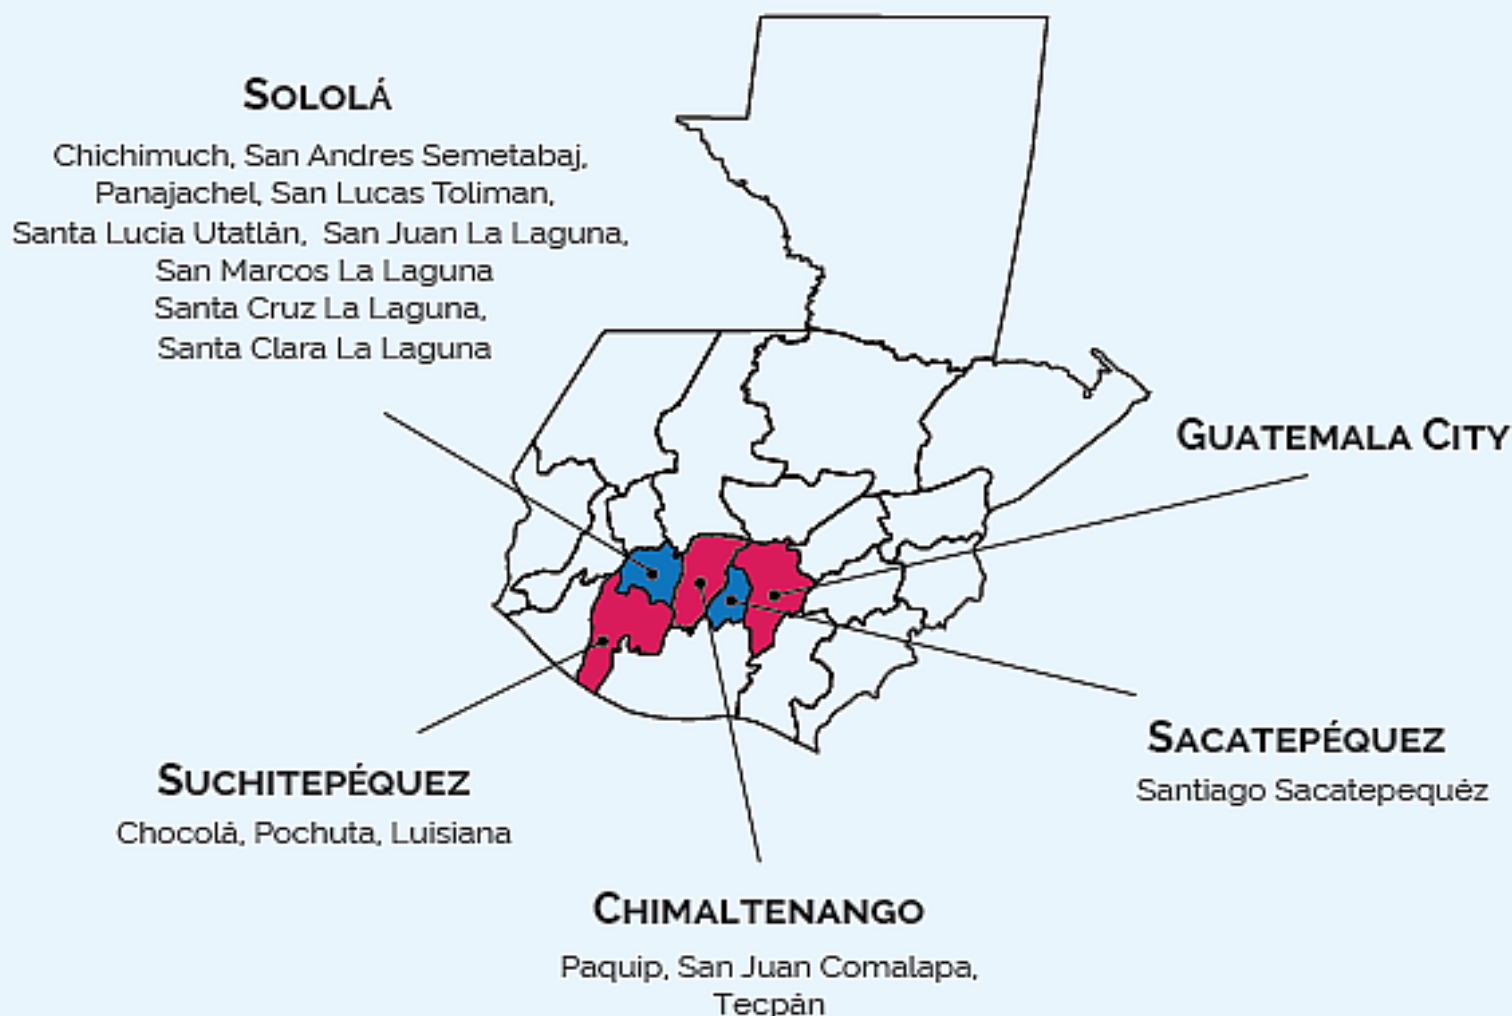 SOLOLÁ
Chichimuch, San Andres Semetabaj,
Panajachel, San Lucas Toliman,
Santa Lucia Utatlán, San Juan La Laguna,
San Marcos La Laguna
Santa Cruz La Laguna,
Santa Clara La Laguna
GUATEMALA CITY
SACATEPÉQUEZ
Santiago Sacatepequéz
SUCHITEPÉQUEZ
Chocolá, Pochuta, Luisiana
CHIMALTENANGO
Paquip, San Juan Comalapa,
Tecpán